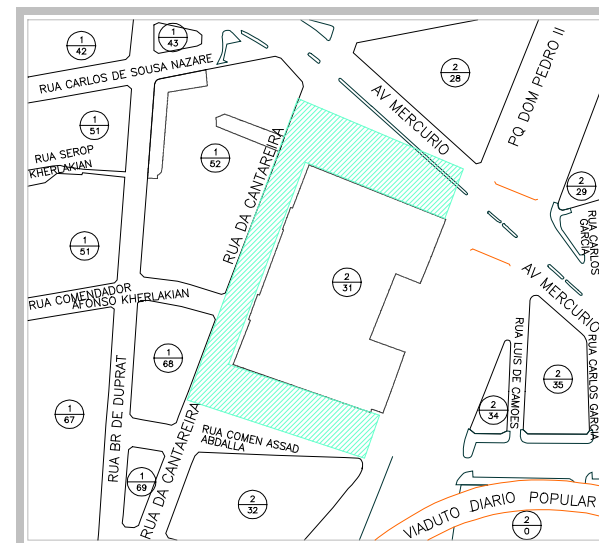 1
42
1
43
RUA CARLOS DE SOUSA NAZARE
2
28
AV MERCURIO
PQ DOM PEDRO II
1
51
RUA SEROP
KHERLAKIAN
1
52
RUA DA CANTAREIRA
2
29
RUA CARLOS
GARCIA
1
51
2
31
AV MERCURIO
RUA COMENDADOR
AFONSO KHERLAKIAN
RUA BR DE DUPRAT
1
68
RUA LUIS DE CAMOES
2
35
RUA CARLOS GARCIA
1
67
2
34
RUA DA CANTAREIRA
RUA COMEN ASSAD
ABDALLA
1
69
2
32
VIADUTO DIARIO POPULAR
2
0